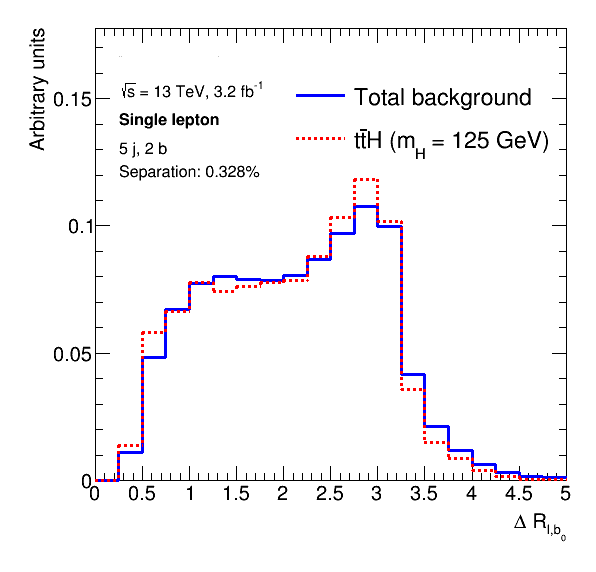 Arbitrary units
√s = 13 TeV, 3.2 fb⁻¹
Single lepton
5 j, 2 b
Separation: 0.328%
Total background
tt̄H (m_H = 125 GeV)
0.15
0.1
0.05
0
0 0.5 1 1.5 2 2.5 3 3.5 4 4.5 5
Δ R_l,b₀